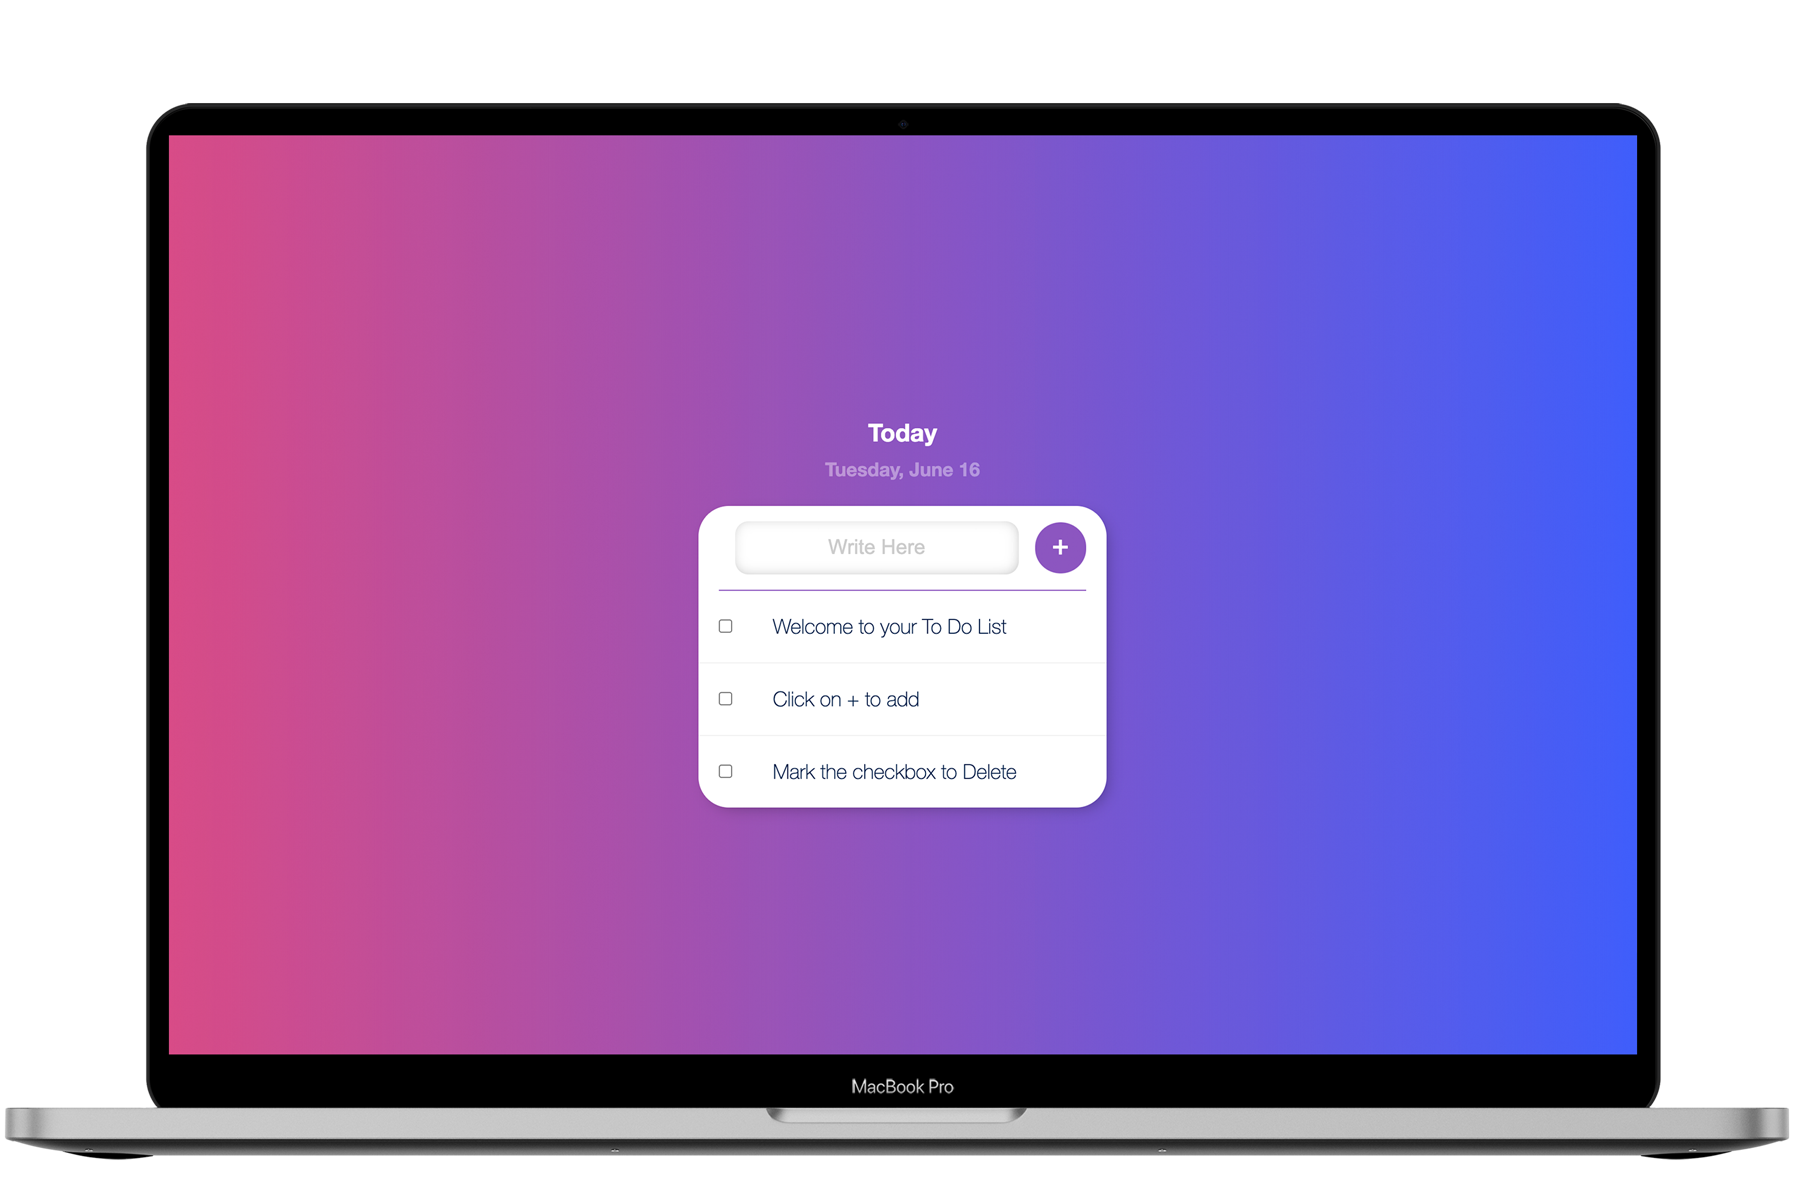 Today
Tuesday, June 16
Write Here
+
Welcome to your To Do List
Click on + to add
Mark the checkbox to Delete
MacBook Pro